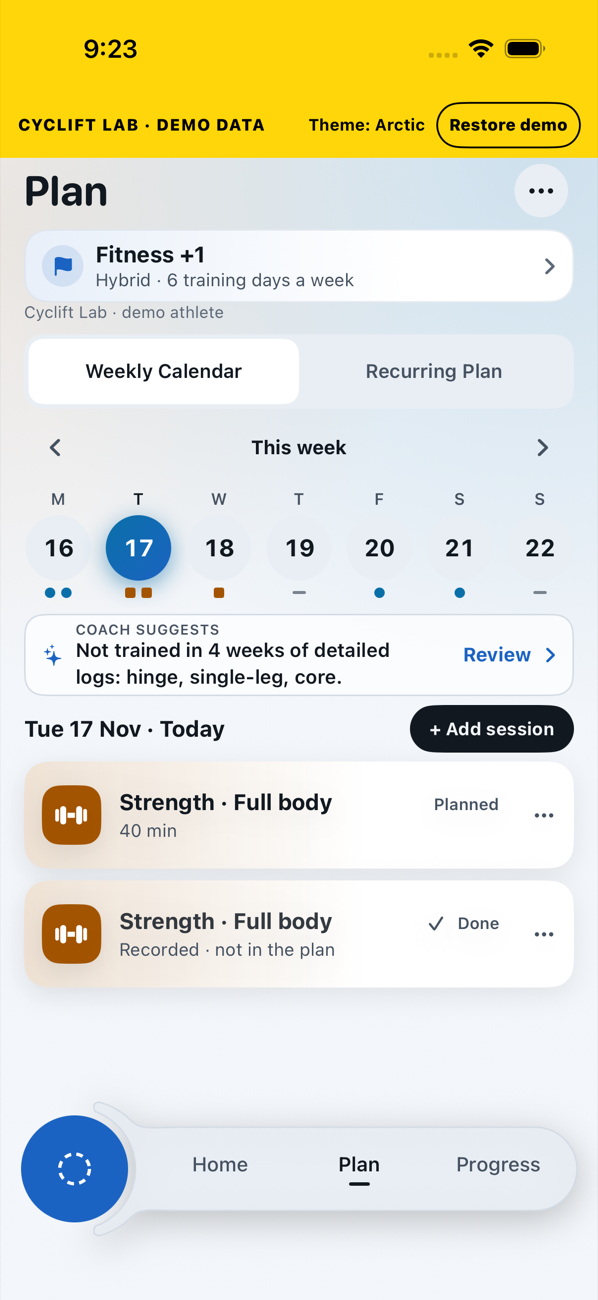 9:23
CYCLIFT LAB · DEMO DATA
Theme: Arctic
Restore demo
Plan
Fitness +1
Hybrid · 6 training days a week
Cyclift Lab · demo athlete
Weekly Calendar
Recurring Plan
This week
M T W T F S S
16 17 18 19 20 21 22
COACH SUGGESTS
Not trained in 4 weeks of detailed
logs: hinge, single-leg, core.
Review
Tue 17 Nov · Today
+ Add session
Strength · Full body
Planned
40 min
Strength · Full body
Done
Recorded · not in the plan
Home
Plan
Progress